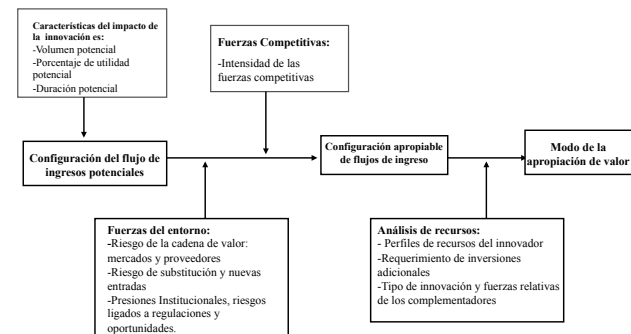 Características del impacto de
la innovación es:
-Volumen potencial
-Porcentaje de utilidad
potencial
-Duración potencial
Fuerzas Competitivas:
-Intensidad de las
fuerzas competitivas
Configuración del flujo de
ingresos potenciales
Configuración apropiable
de flujos de ingreso
Modo de la
apropiación de valor
Fuerzas del entorno:
-Riesgo de la cadena de valor:
mercados y proveedores
-Riesgo de substitución y nuevas
entradas
-Presiones Institucionales, riesgos
ligados a regulaciones y
oportunidades.
Análisis de recursos:
- Perfiles de recursos del innovador
-Requerimiento de inversiones
adicionales
-Tipo de innovación y fuerzas relativas
de los complementadores